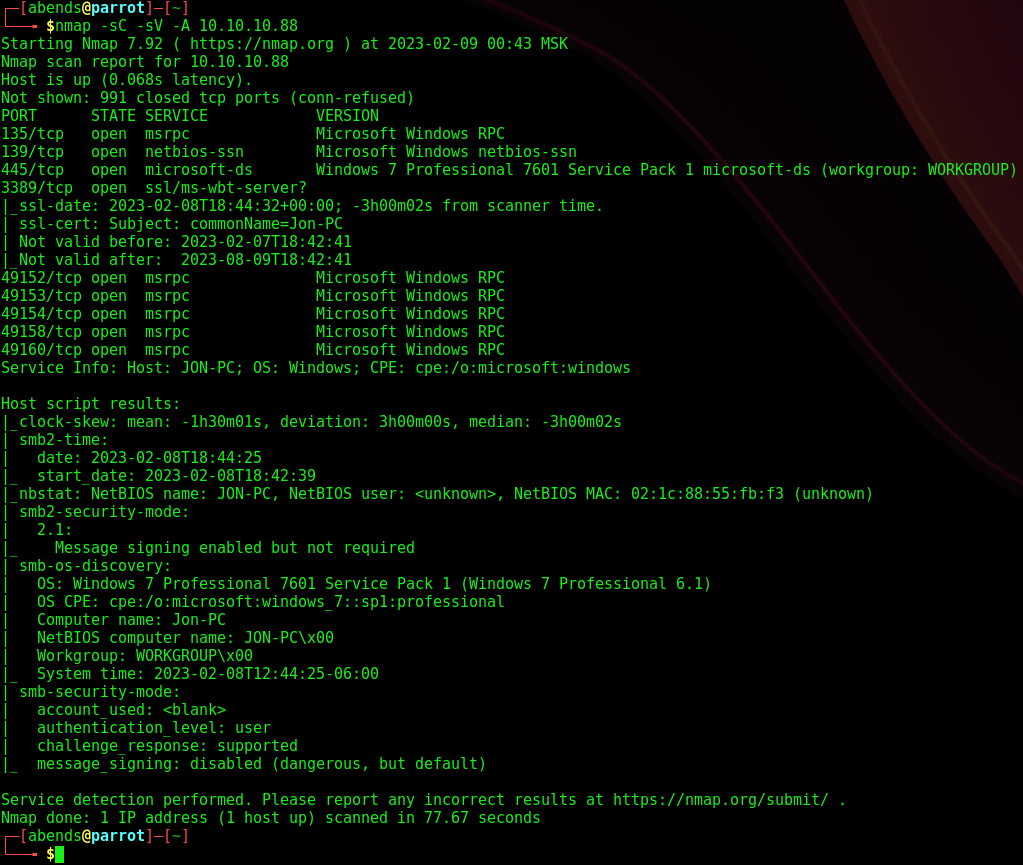 ┌─[abends@parrot]─[~]
└──╼ $nmap -sC -sV -A 10.10.10.88
Starting Nmap 7.92 ( https://nmap.org ) at 2023-02-09 00:43 MSK
Nmap scan report for 10.10.10.88
Host is up (0.068s latency).
Not shown: 991 closed tcp ports (conn-refused)
PORT      STATE SERVICE            VERSION
135/tcp   open  msrpc              Microsoft Windows RPC
139/tcp   open  netbios-ssn        Microsoft Windows netbios-ssn
445/tcp   open  microsoft-ds       Windows 7 Professional 7601 Service Pack 1 microsoft-ds (workgroup: WORKGROUP)
3389/tcp  open  ssl/ms-wbt-server?
|_ssl-date: 2023-02-08T18:44:32+00:00; -3h00m02s from scanner time.
| ssl-cert: Subject: commonName=Jon-PC
| Not valid before: 2023-02-07T18:42:41
|_Not valid after:  2023-08-09T18:42:41
49152/tcp open  msrpc              Microsoft Windows RPC
49153/tcp open  msrpc              Microsoft Windows RPC
49154/tcp open  msrpc              Microsoft Windows RPC
49158/tcp open  msrpc              Microsoft Windows RPC
49160/tcp open  msrpc              Microsoft Windows RPC
Service Info: Host: JON-PC; OS: Windows; CPE: cpe:/o:microsoft:windows

Host script results:
|_clock-skew: mean: -1h30m01s, deviation: 3h00m00s, median: -3h00m02s
| smb2-time:
|   date: 2023-02-08T18:44:25
|_  start_date: 2023-02-08T18:42:39
|_nbstat: NetBIOS name: JON-PC, NetBIOS user: <unknown>, NetBIOS MAC: 02:1c:88:55:fb:f3 (unknown)
| smb2-security-mode:
|   2.1:
|_    Message signing enabled but not required
| smb-os-discovery:
|   OS: Windows 7 Professional 7601 Service Pack 1 (Windows 7 Professional 6.1)
|   OS CPE: cpe:/o:microsoft:windows_7::sp1:professional
|   Computer name: Jon-PC
|   NetBIOS computer name: JON-PC\x00
|   Workgroup: WORKGROUP\x00
|_  System time: 2023-02-08T12:44:25-06:00
| smb-security-mode:
|   account_used: <blank>
|   authentication_level: user
|   challenge_response: supported
|_  message_signing: disabled (dangerous, but default)

Service detection performed. Please report any incorrect results at https://nmap.org/submit/ .
Nmap done: 1 IP address (1 host up) scanned in 77.67 seconds
┌─[abends@parrot]─[~]
└──╼ $